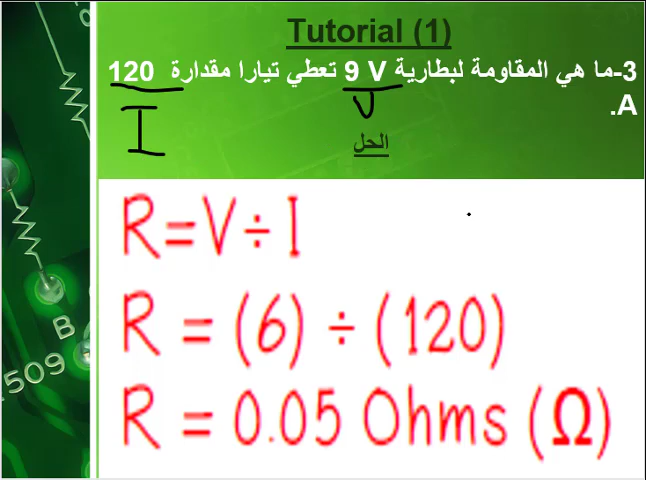 Tutorial (1)
3-ما هي المقاومة لبطارية 9 V تعطي تيارا مقدارة 120
A.
V
I
الحل
R=V÷I
R = (6) ÷ (120)
R = 0.05 Ohms (Ω)
B
509